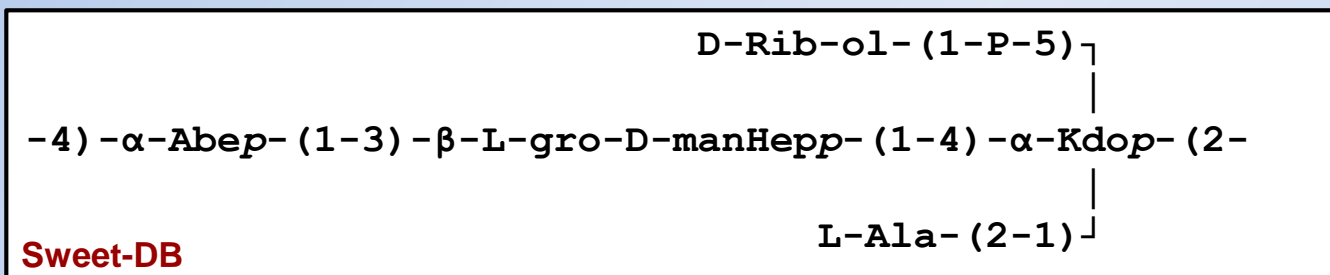 D-Rib-ol-(1-P-5)┐
-4)-α-Abep-(1-3)-β-L-gro-D-manHepp-(1-4)-α-Kdop-(2-
L-Ala-(2-1)┘
Sweet-DB